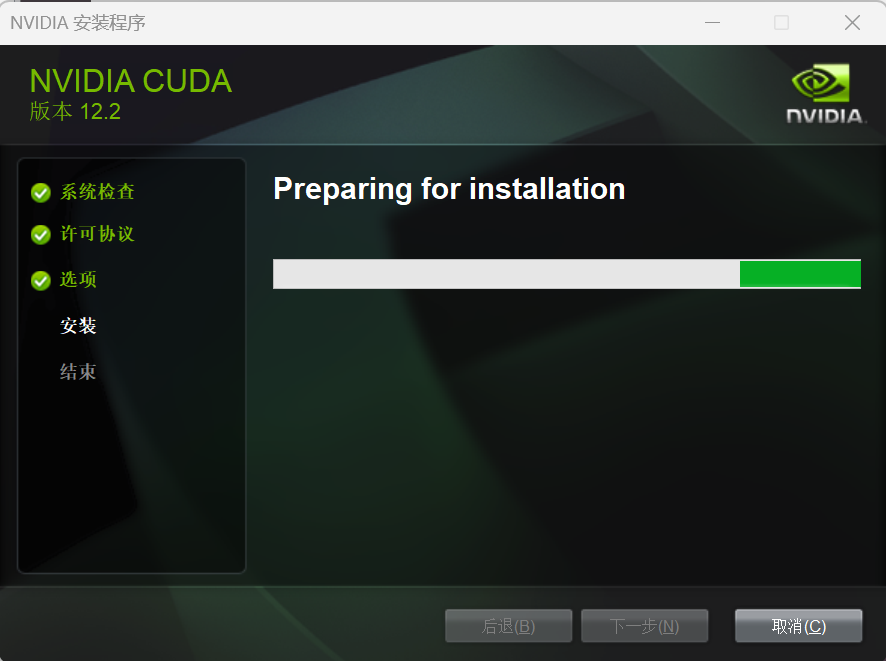 NVIDIA 安装程序
NVIDIA CUDA
版本 12.2
NVIDIA.
系统检查
许可协议
选项
安装
结束
Preparing for installation
后退(B)
下一步(N)
取消(C)